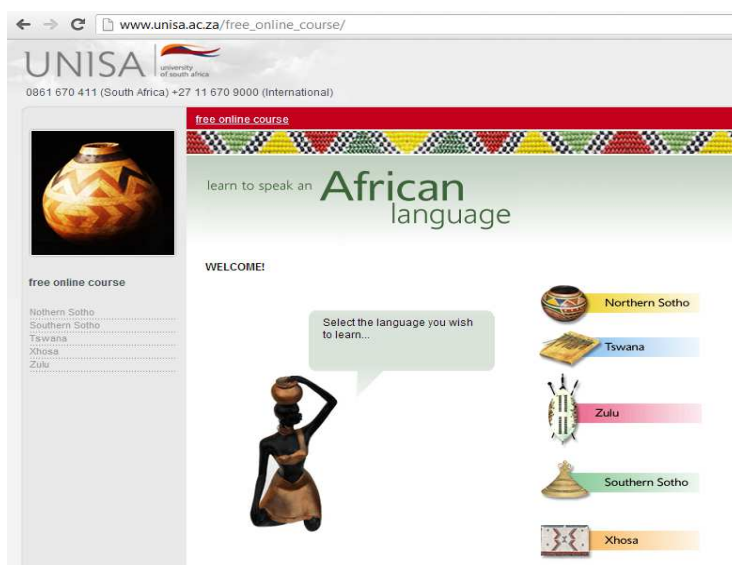 www.unisa.ac.za/free_online_course/
UNISA
university
of south africa
0861 670 411 (South Africa) +27 11 670 9000 (International)
free online course
learn to speak an African
language
WELCOME!
free online course
Nothern Sotho
Southern Sotho
Tswana
Xhosa
Zulu
Select the language you wish
to learn...
Northern Sotho
Tswana
Zulu
Southern Sotho
Xhosa